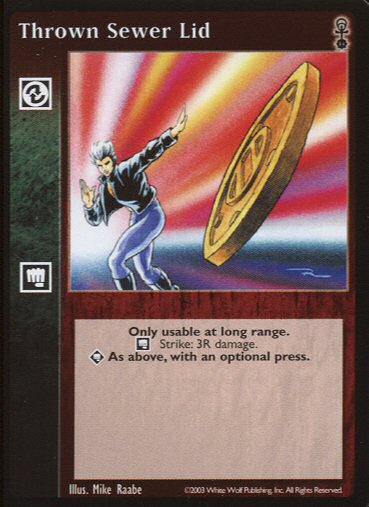 Thrown Sewer Lid
Only usable at long range.
Strike: 3R damage.
As above, with an optional press.
Illus. Mike Raabe
©2003 White Wolf Publishing, Inc. All Rights Reserved.